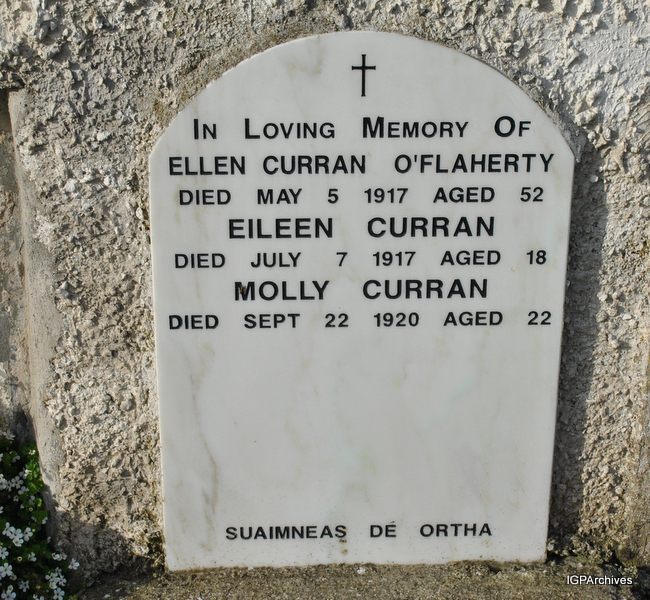 In Loving Memory Of
ELLEN CURRAN O'FLAHERTY
DIED MAY 5 1917 AGED 52
EILEEN CURRAN
DIED JULY 7 1917 AGED 18
MOLLY CURRAN
DIED SEPT 22 1920 AGED 22
SUAIMNEAS DÉ ORTHA
IGPArchives